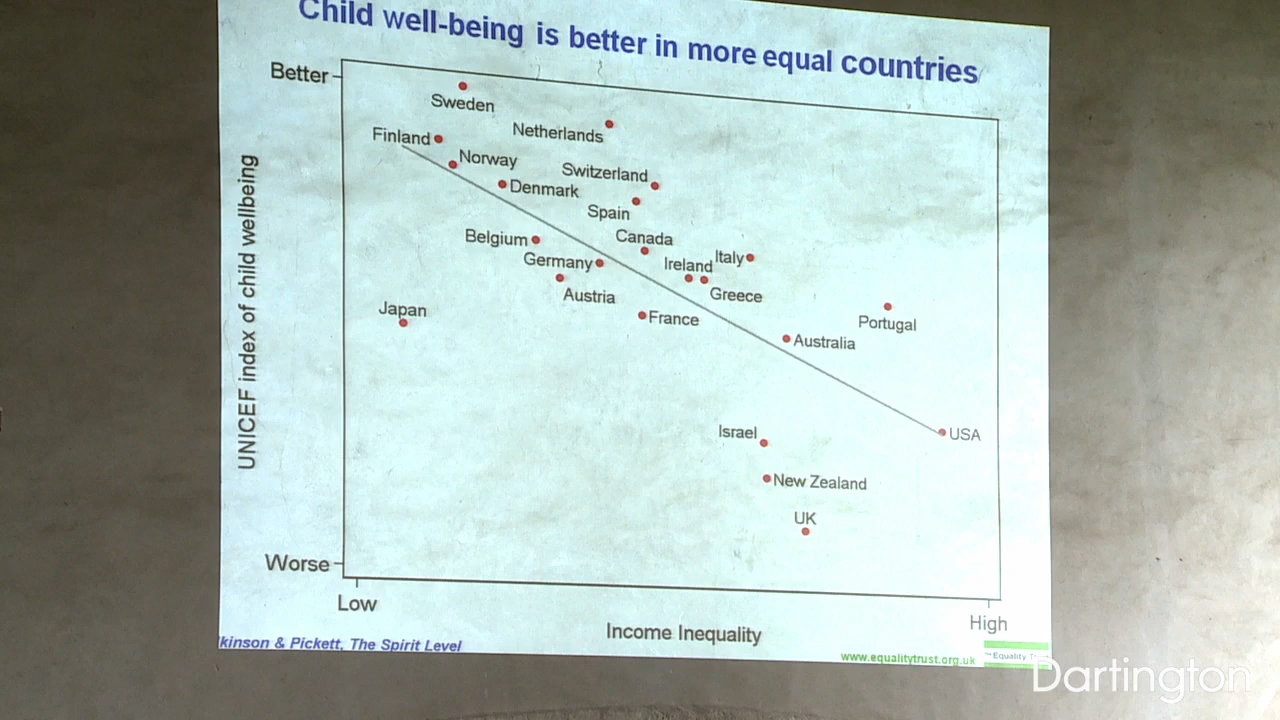 Child well-being is better in more equal countries
Better
Sweden
Netherlands
Finland
Norway
Switzerland
Denmark
Spain
Belgium
Canada
Germany
Ireland
Italy
Austria
Greece
Japan
France
Portugal
Australia
Israel
USA
New Zealand
UK
UNICEF index of child wellbeing
Worse
Low
High
Income Inequality
kinson & Pickett, The Spirit Level
www.equalitytrust.org.uk
Equality
Dartington